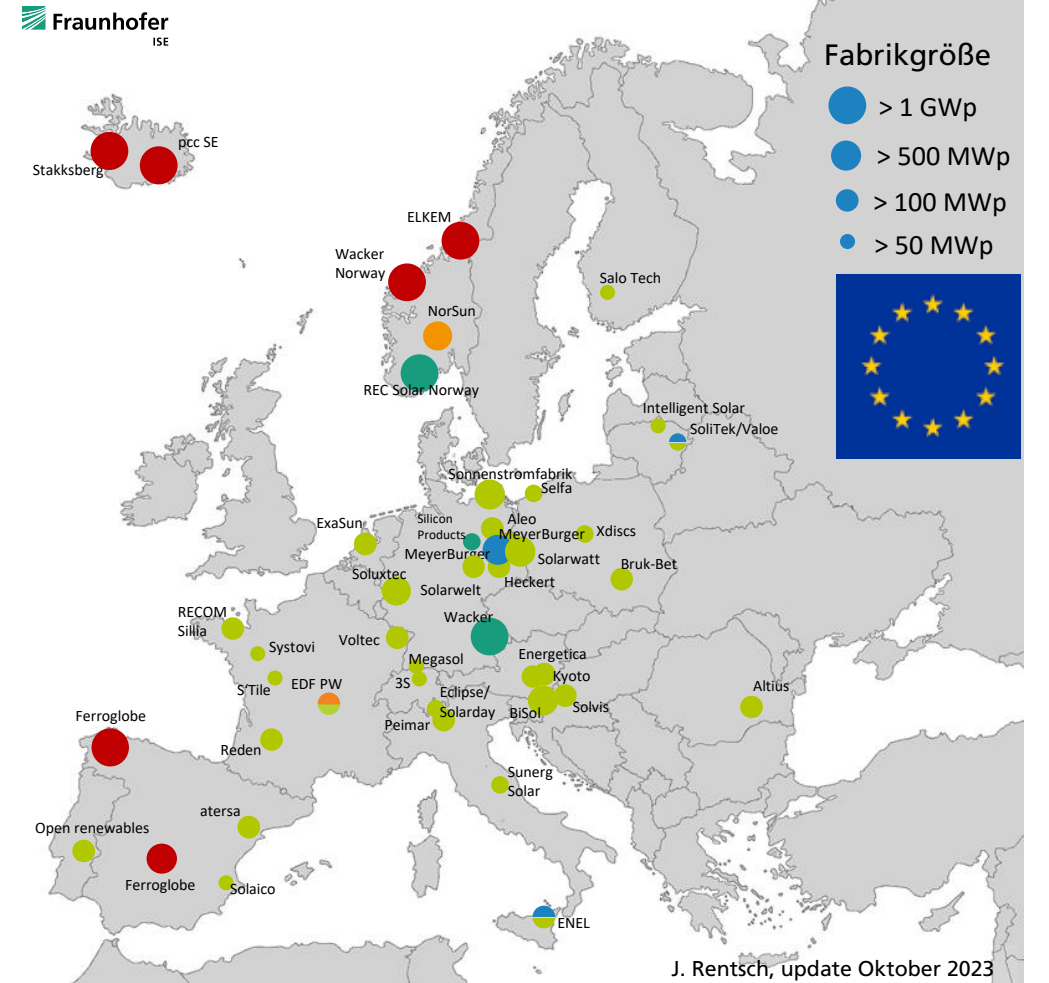 Fraunhofer
ISE
Fabrikgröße
> 1 GWp
> 500 MWp
> 100 MWp
> 50 MWp
pcc SE
Stakksberg
ELKEM
Wacker
Norway
Salo Tech
NorSun
REC Solar Norway
Intelligent Solar
SoliTek/Valoe
Sonnenstromfabrik
Selfa
ExaSun
Silicon
Products
Aleo
MeyerBurger
Xdiscs
MeyerBurger
Solarwatt
Bruk-Bet
Soluxtec
Solarwelt
Heckert
RECOM
Sillia
Wacker
Systovi
Voltec
Energetica
Megasol
Kyoto
S'Tile
EDF PW
3S
Eclipse/
Solarday
Altius
Ferroglobe
Peimar
BiSol
Solvis
Reden
Sunerg
Solar
atersa
Open renewables
Ferroglobe
Solaico
ENEL
J. Rentsch, update Oktober 2023